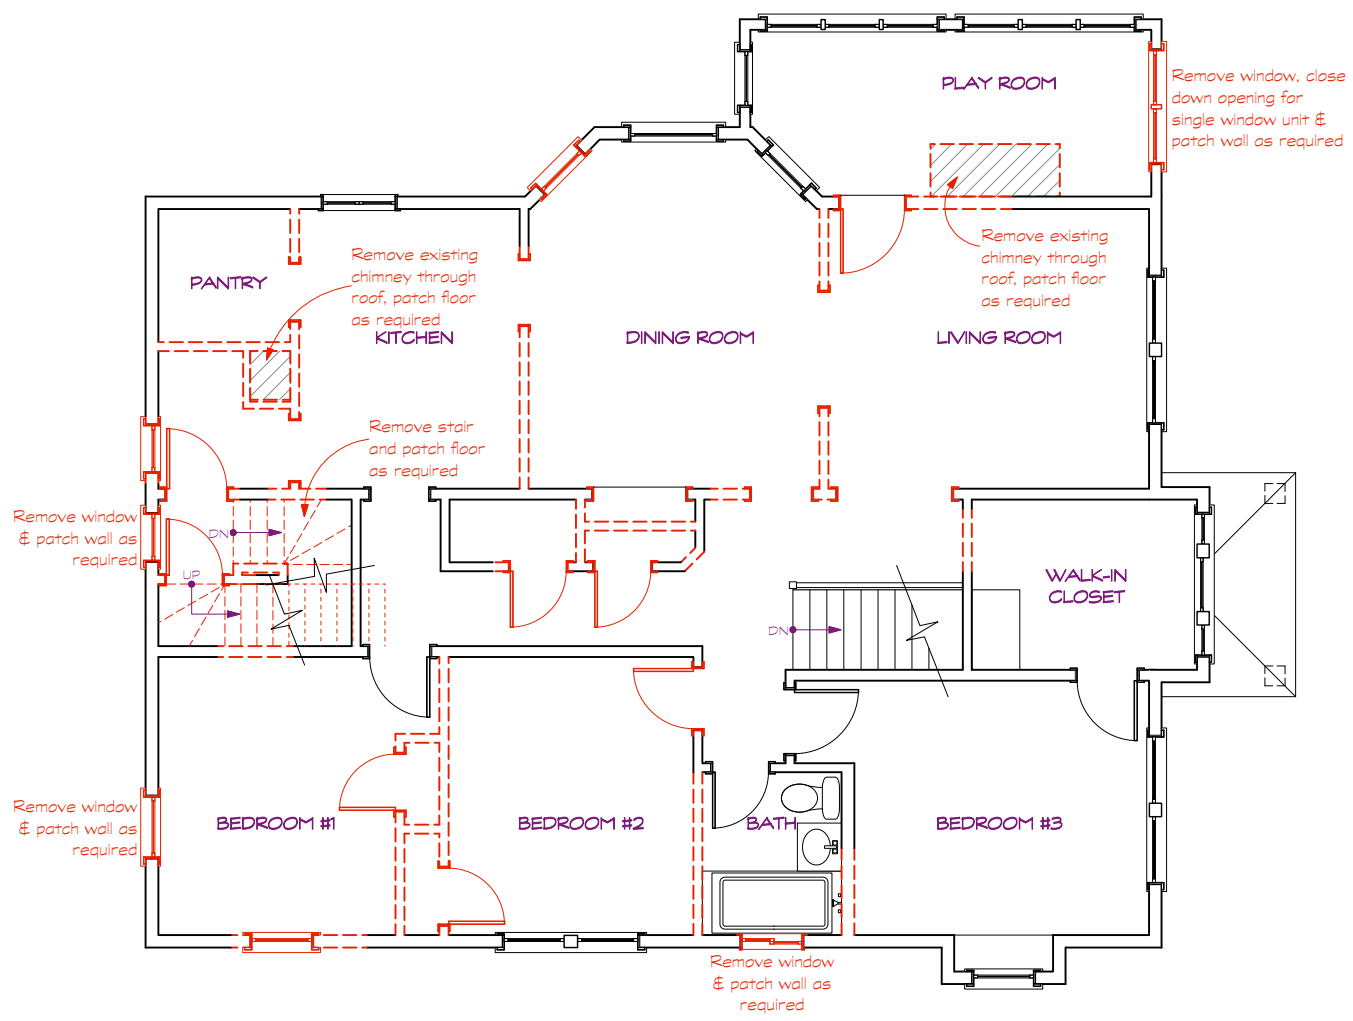 PLAY ROOM
Remove window, close
down opening for
single window unit &
patch wall as required
Remove existing
chimney through
roof, patch floor
as required
Remove existing
chimney through
roof, patch floor
as required
PANTRY
KITCHEN
DINING ROOM
LIVING ROOM
Remove stair
and patch floor
as required
Remove window
& patch wall as
required
DN
UP
WALK-IN
CLOSET
DN
Remove window
& patch wall as
required
BEDROOM #1
BEDROOM #2
BATH
BEDROOM #3
Remove window
& patch wall as
required